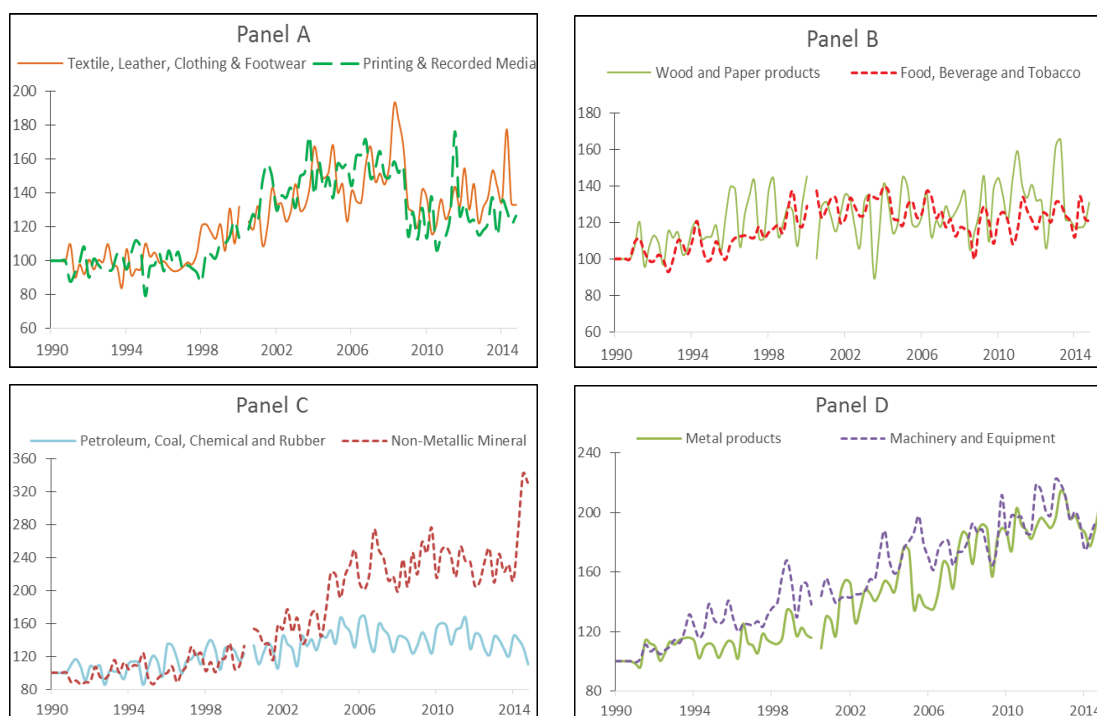 Panel A
Textile, Leather, Clothing & Footwear Printing & Recorded Media
200
180
160
140
120
100
80
60
1990 1994 1998 2002 2006 2010 2014
Panel B
Wood and Paper products Food, Beverage and Tobacco
180
160
140
120
100
80
60
1990 1994 1998 2002 2006 2010 2014
Panel C
Petroleum, Coal, Chemical and Rubber Non-Metallic Mineral
360
320
280
240
200
160
120
80
1990 1994 1998 2002 2006 2010 2014
Panel D
Metal products Machinery and Equipment
240
200
160
120
80
1990 1994 1998 2002 2006 2010 2014